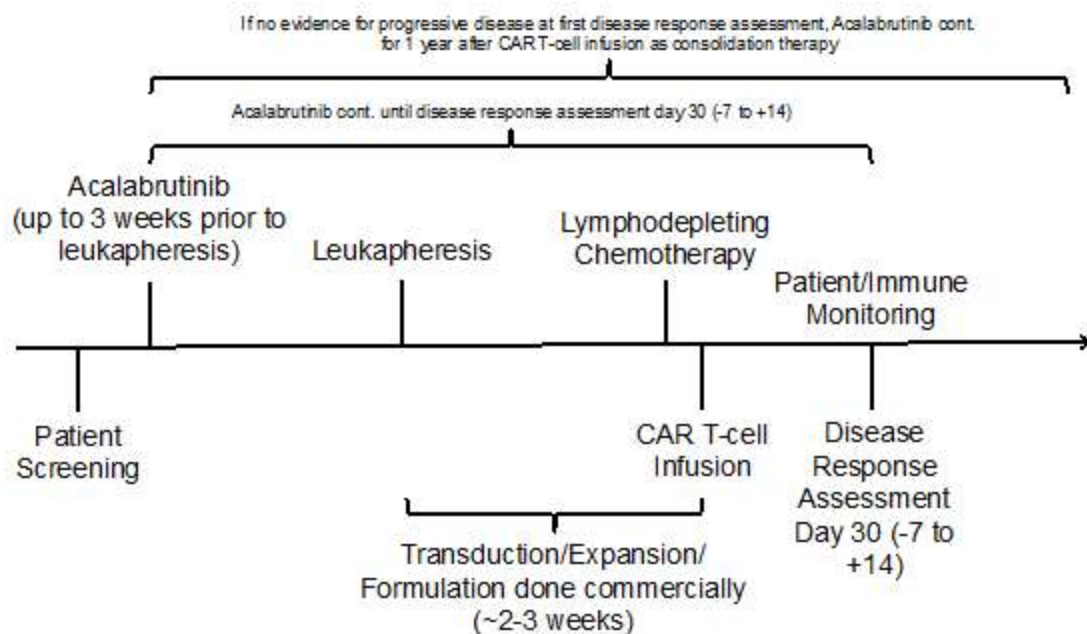 If no evidence for progressive disease at first disease response assessment, Acalabrutinib cont.
for 1 year after CAR T-cell infusion as consolidation therapy
Acalabrutinib cont. until disease response assessment day 30 (-7 to +14)
Acalabrutinib
(up to 3 weeks prior to
leukapheresis)
Leukapheresis
Lymphodepleting
Chemotherapy
Patient/Immune
Monitoring
Patient
Screening
CAR T-cell
Infusion
Disease
Response
Assessment
Day 30 (-7 to
+14)
Transduction/Expansion/
Formulation done commercially
(~2-3 weeks)